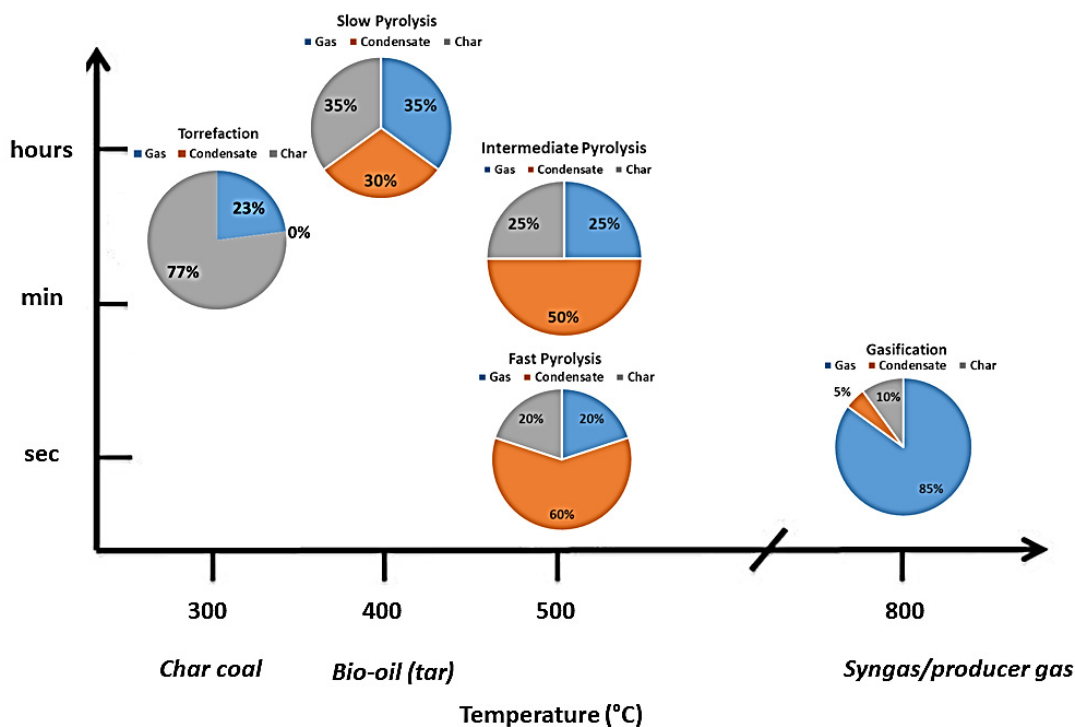 Slow Pyrolysis
Gas Condensate Char
35% 35%
30%
hours
Torrefaction
Gas Condensate Char
23%
0%
77%
Intermediate Pyrolysis
Gas Condensate Char
25% 25%
50%
min
Fast Pyrolysis
Gas Condensate Char
20% 20%
60%
Gasification
Gas Condensate Char
5% 10%
85%
sec
300 400 500 800
Char coal Bio-oil (tar) Syngas/producer gas
Temperature (°C)